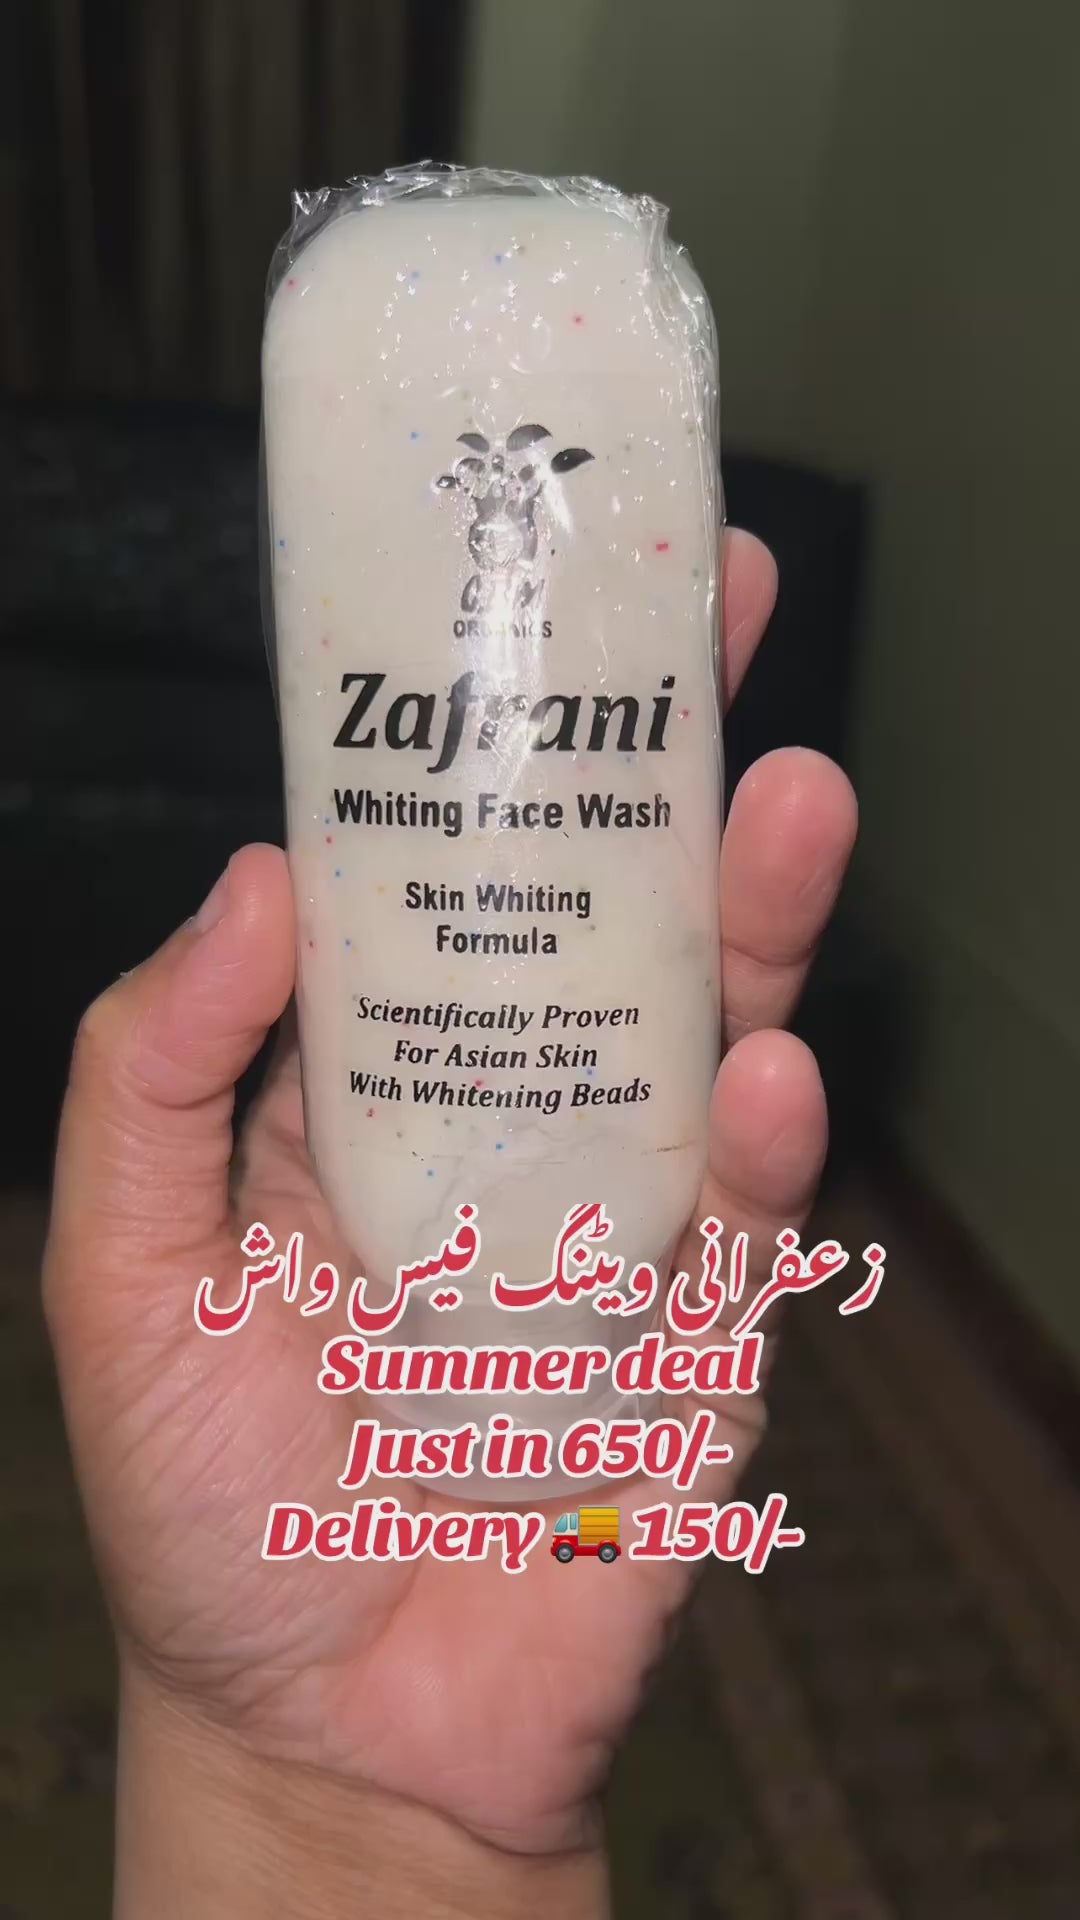 ORGANICS
Zafrani
Whiting Face Wash
Skin Whiting
Formula
Scientifically Proven
For Asian Skin
With Whitening Beads
زعفرانی ویٹنگ فیس واش
Summer deal
Just in 650/-
Delivery 🚚 150/-